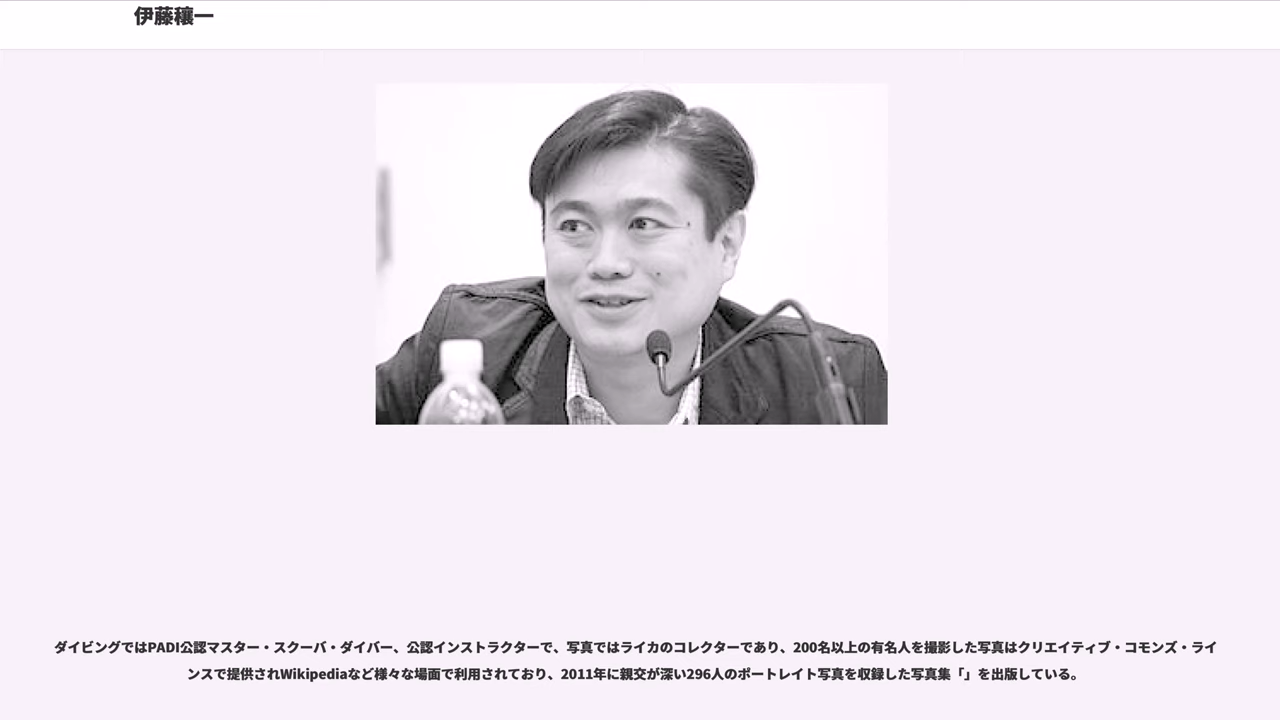 伊藤穰一
ダイビングではPADI公認マスター・スクーバ・ダイバー、公認インストラクターで、写真ではライカのコレクターであり、200名以上の有名人を撮影した写真はクリエイティブ・コモンズ・ライ
ンスで提供されWikipediaなど様々な場面で利用されており、2011年に親交が深い296人のポートレイト写真を収録した写真集「」を出版している。